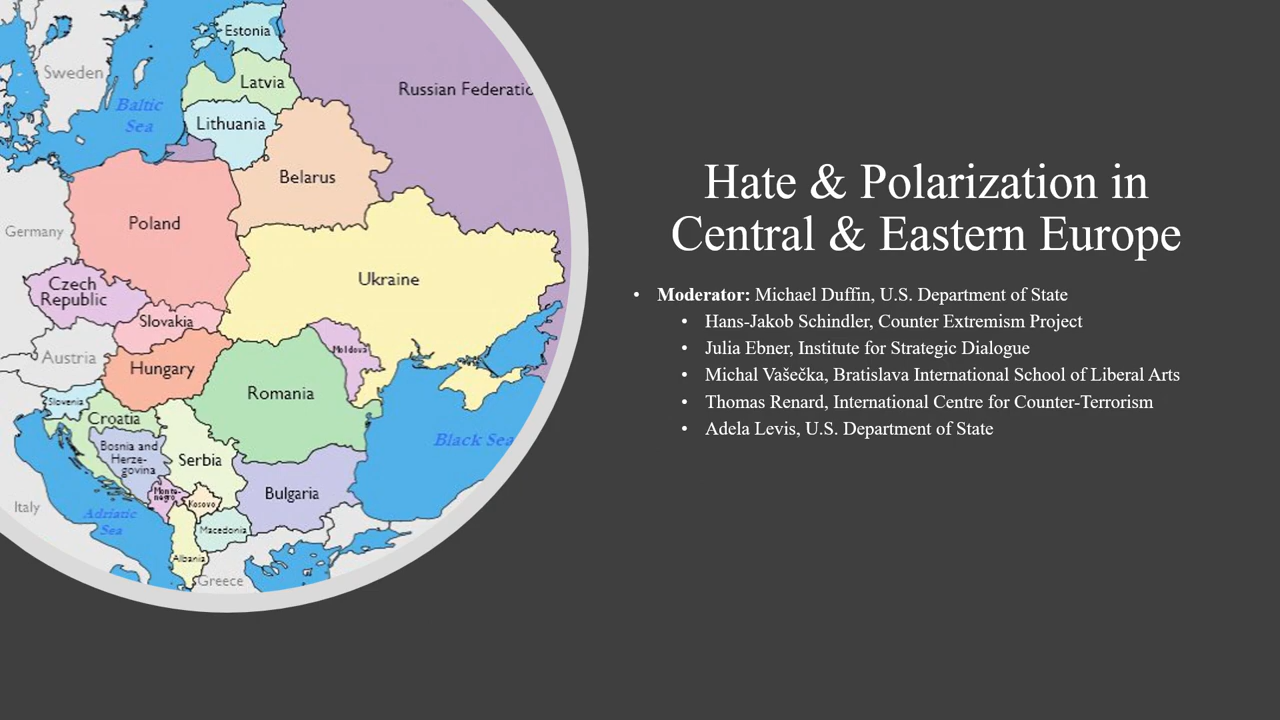 Estonia
Sweden
Latvia
Russian Federatio
Baltic
Sea
Lithuania
Belarus
Poland
Germany
Ukraine
Czech
Republic
Slovakia
Moldova
Austria
Hungary
Romania
Slovenia
Croatia
Black Sea
Bosnia and
Herze-
govina
Serbia
Monte-
negro
Kosovo
Bulgaria
Italy
Adriatic
Sea
Macedonia
Albania
Greece
Hate & Polarization in
Central & Eastern Europe
• Moderator: Michael Duffin, U.S. Department of State
• Hans-Jakob Schindler, Counter Extremism Project
• Julia Ebner, Institute for Strategic Dialogue
• Michal Vašečka, Bratislava International School of Liberal Arts
• Thomas Renard, International Centre for Counter-Terrorism
• Adela Levis, U.S. Department of State